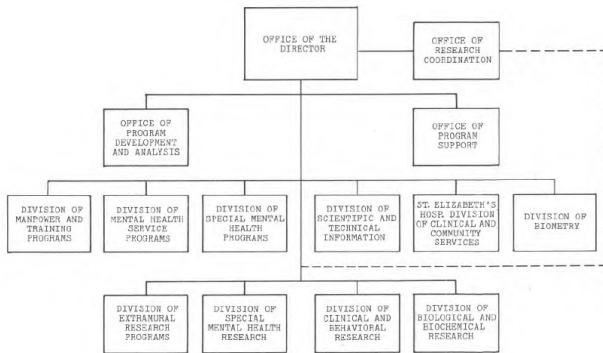 OFFICE OF THE
DIRECTOR
OFFICE OF
RESEARCH
COORDINATION
OFFICE OF
PROGRAM
DEVELOPMENT
AND ANALYSIS
OFFICE OF
PROGRAM
SUPPORT
DIVISION OF
MANPOWER AND
TRAINING
PROGRAMS
DIVISION OF
MENTAL HEALTH
SERVICE
PROGRAMS
DIVISION OF
SPECIAL MENTAL
HEALTH
PROGRAMS
DIVISION OF
SCIENTIFIC AND
TECHNICAL
INFORMATION
ST. ELIZABETH'S
HOSP. DIVISION
OF CLINICAL AND
COMMUNITY
SERVICES
DIVISION OF
BIOMETRY
DIVISION OF
EXTRAMURAL
RESEARCH
PROGRAMS
DIVISION OF
SPECIAL
MENTAL HEALTH
RESEARCH
DIVISION OF
CLINICAL AND
BEHAVIORAL
RESEARCH
DIVISION OF
BIOLOGICAL AND
BIOCHEMICAL
RESEARCH